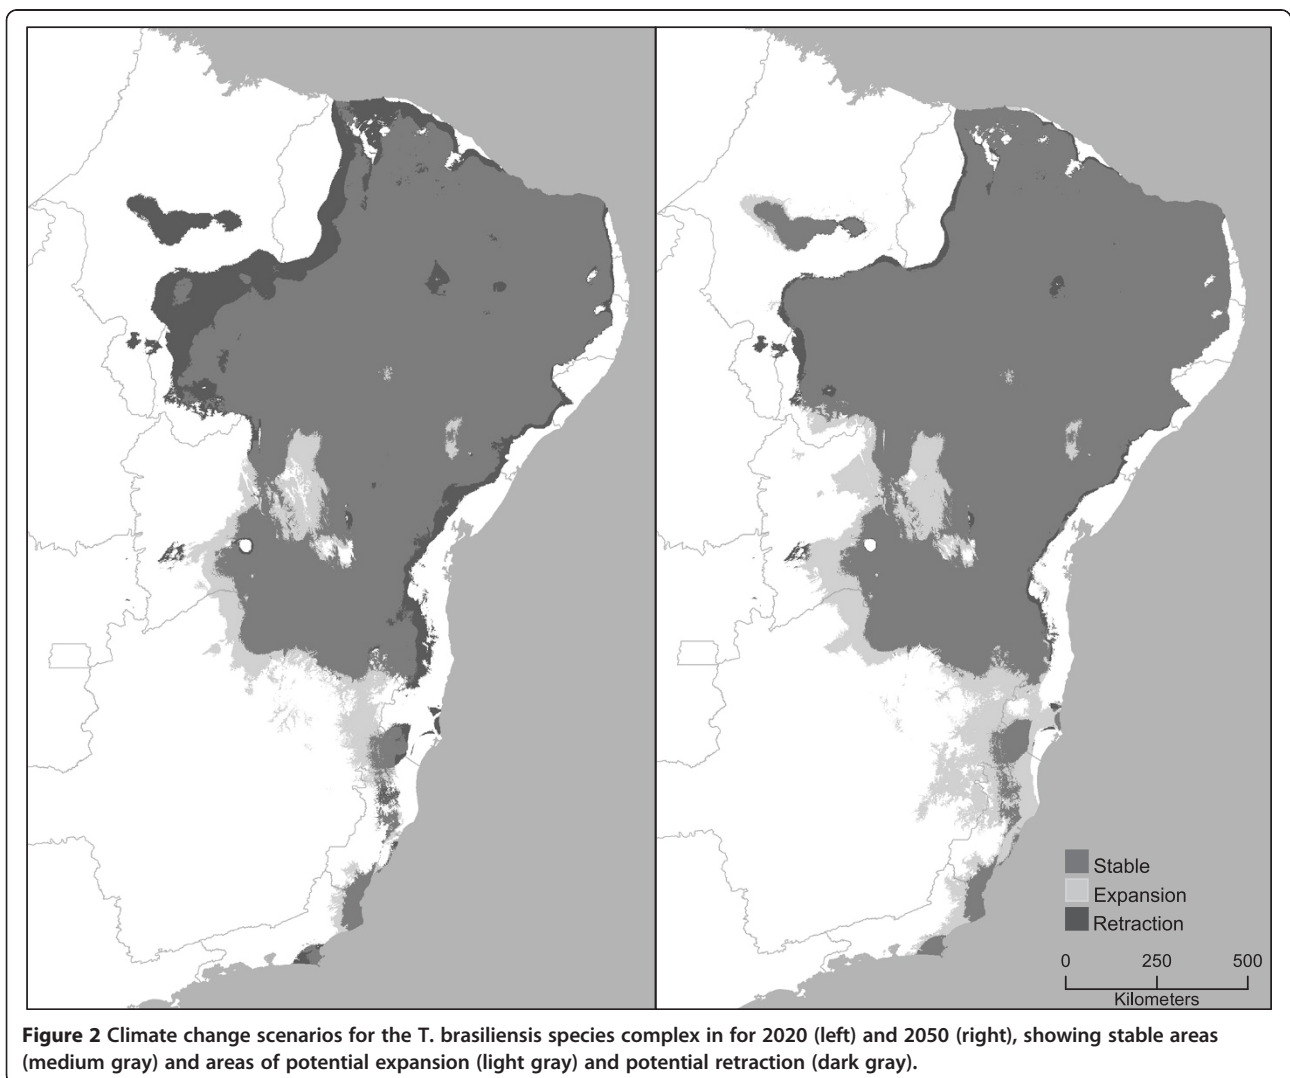 Stable
Expansion
Retraction
0 250 500
Kilometers
Figure 2 Climate change scenarios for the T. brasiliensis species complex in for 2020 (left) and 2050 (right), showing stable areas
(medium gray) and areas of potential expansion (light gray) and potential retraction (dark gray).